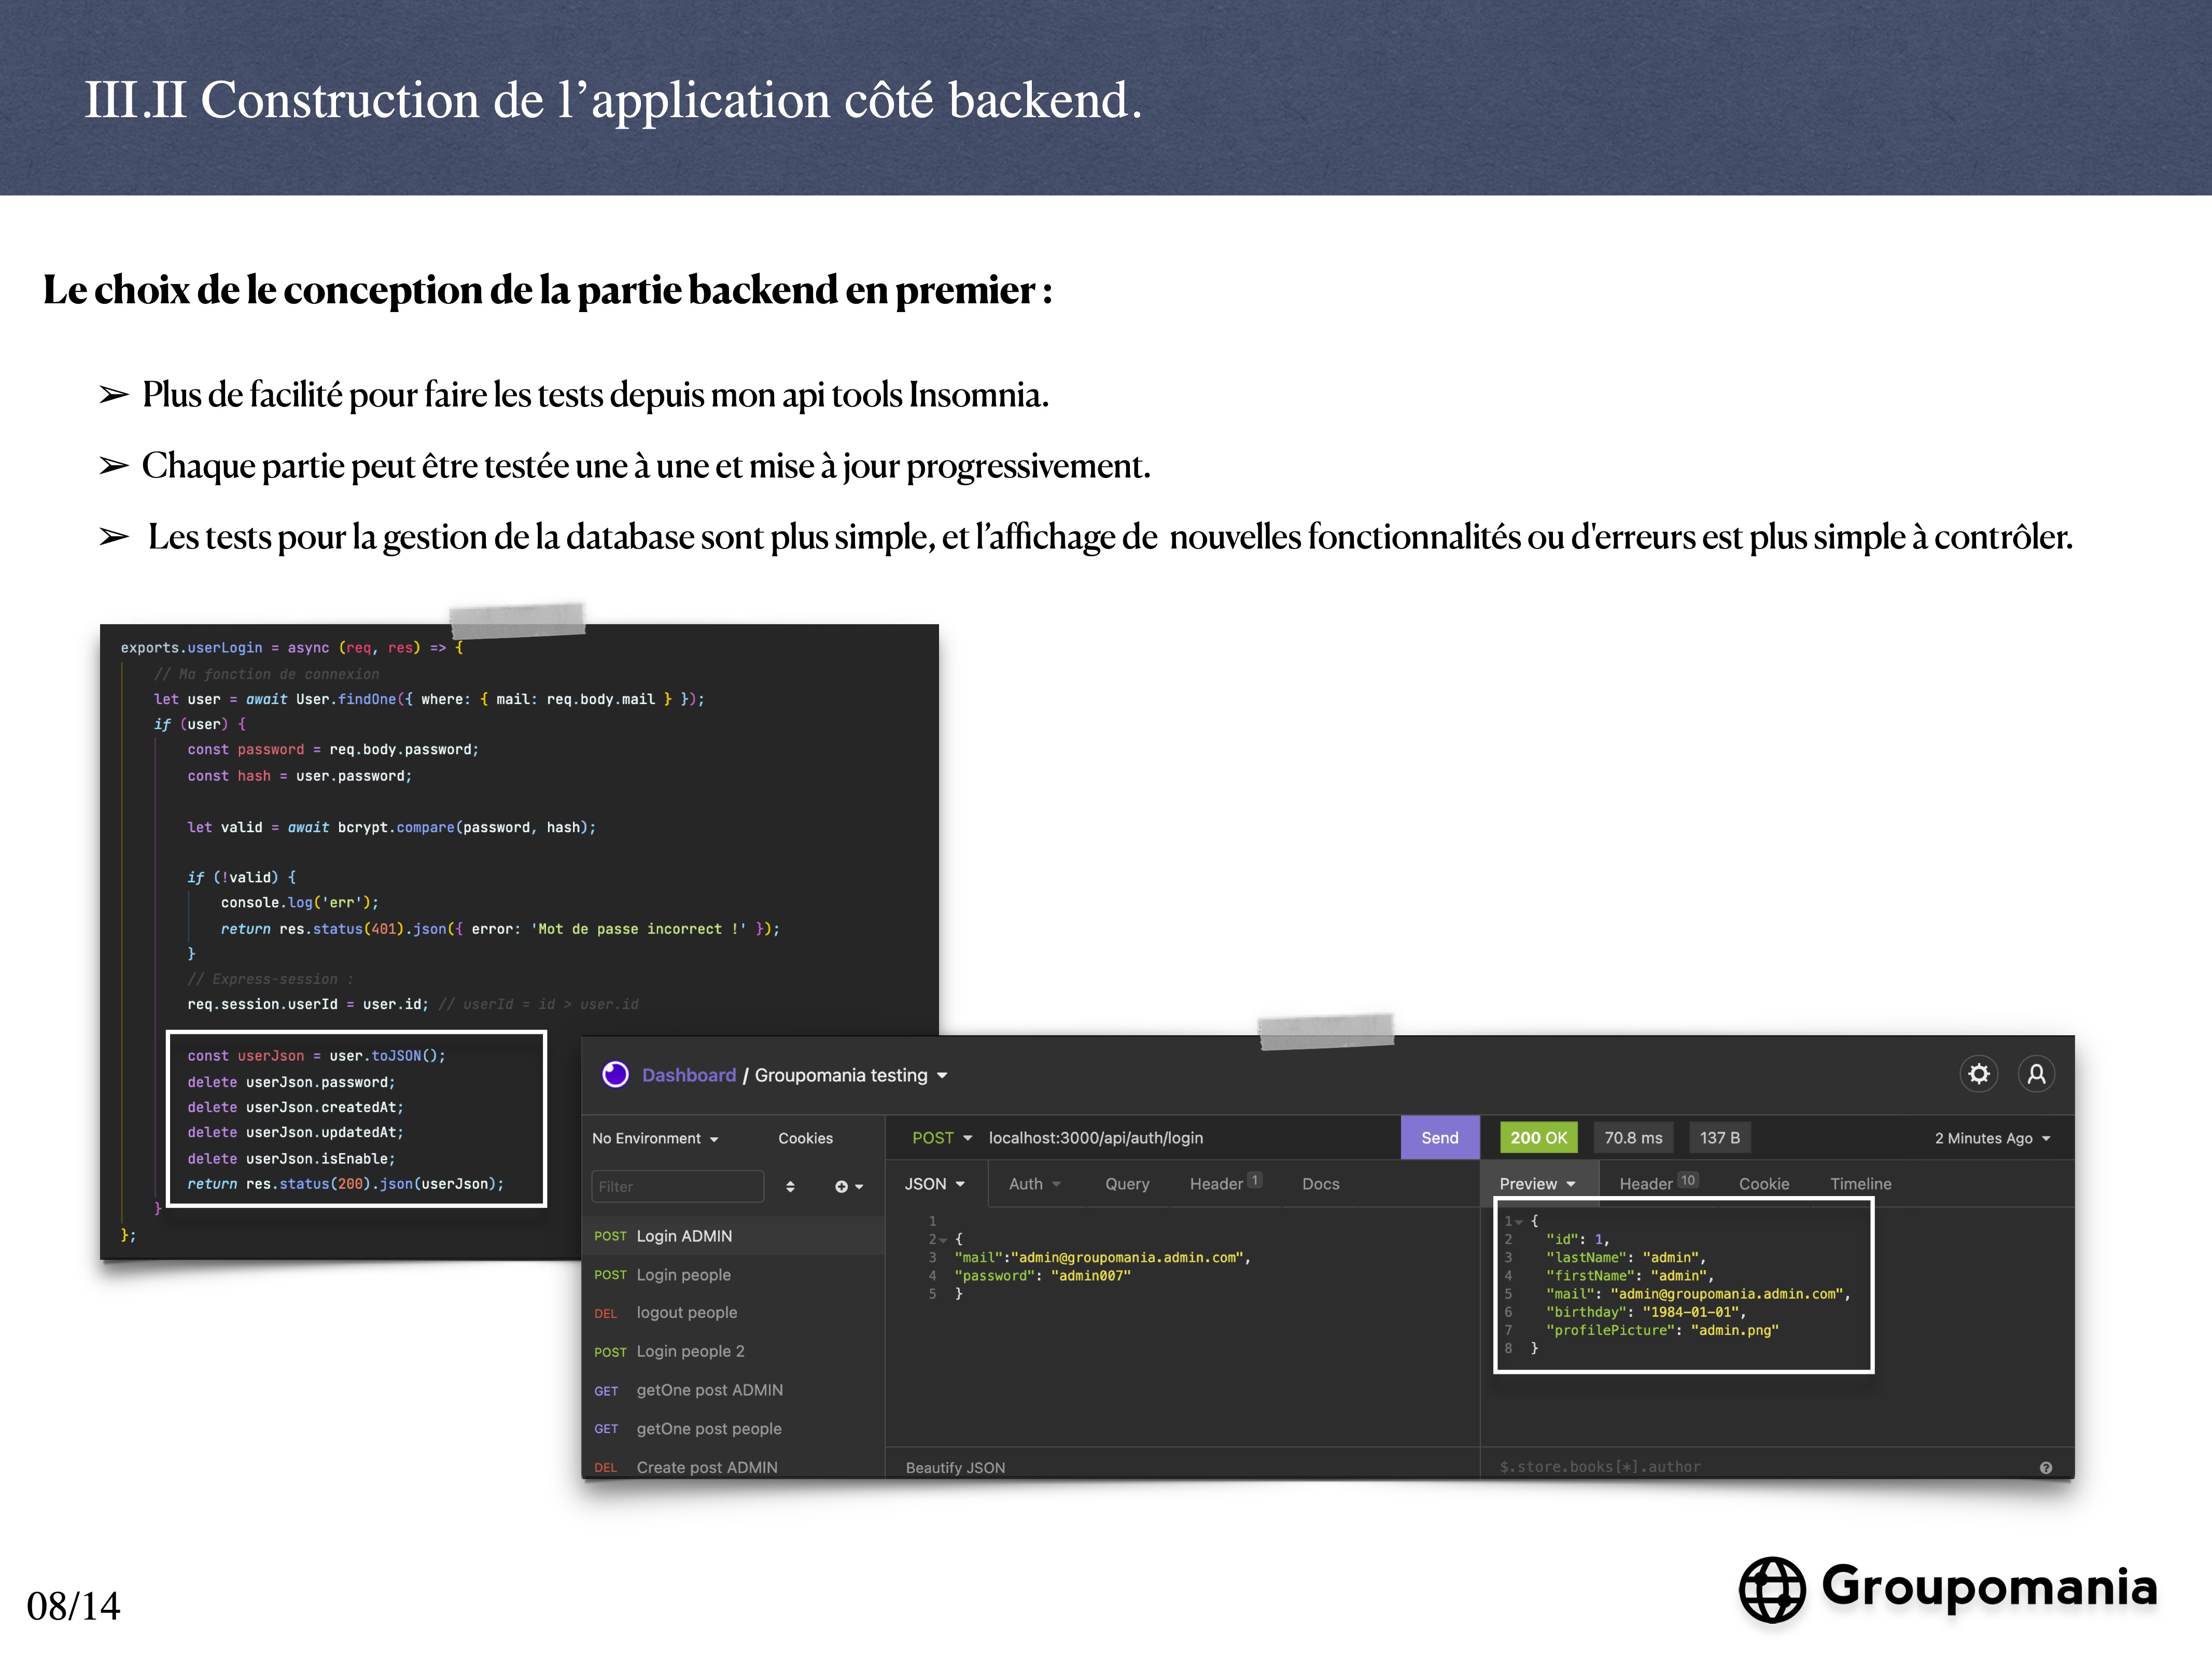 III.II Construction de l’application côté backend.
Le choix de le conception de la partie backend en premier :
➢ Plus de facilité pour faire les tests depuis mon api tools Insomnia.
➢ Chaque partie peut être testée une à une et mise à jour progressivement.
➢ Les tests pour la gestion de la database sont plus simple, et l’affichage de nouvelles fonctionnalités ou d'erreurs est plus simple à contrôler.
exports.userLogin = async (req, res) => {
// Ma fonction de connexion
let user = await User.findOne({ where: { mail: req.body.mail } });
if (user) {
const password = req.body.password;
const hash = user.password;
let valid = await bcrypt.compare(password, hash);
if (!valid) {
console.log('err');
return res.status(401).json({ error: 'Mot de passe incorrect !' });
}
// Express-session :
req.session.userId = user.id; // userId = id > user.id
const userJson = user.toJSON();
delete userJson.password;
delete userJson.createdAt;
delete userJson.updatedAt;
delete userJson.isEnable;
return res.status(200).json(userJson);
}
};
Dashboard / Groupomania testing
No Environment Cookies
Filter
POST Login ADMIN
POST Login people
DEL logout people
POST Login people 2
GET getOne post ADMIN
GET getOne post people
DEL Create post ADMIN
POST localhost:3000/api/auth/login Send
JSON Auth Query Header 1 Docs
1
2 {
3 "mail":"admin@groupomania.admin.com",
4 "password": "admin007"
5 }
Beautify JSON
200 OK 70.8 ms 137 B 2 Minutes Ago
Preview Header 10 Cookie Timeline
1 {
2 "id": 1,
3 "lastName": "admin",
4 "firstName": "admin",
5 "mail": "admin@groupomania.admin.com",
6 "birthday": "1984-01-01",
7 "profilePicture": "admin.png"
8 }
$.store.books[*].author ?
08/14
Groupomania